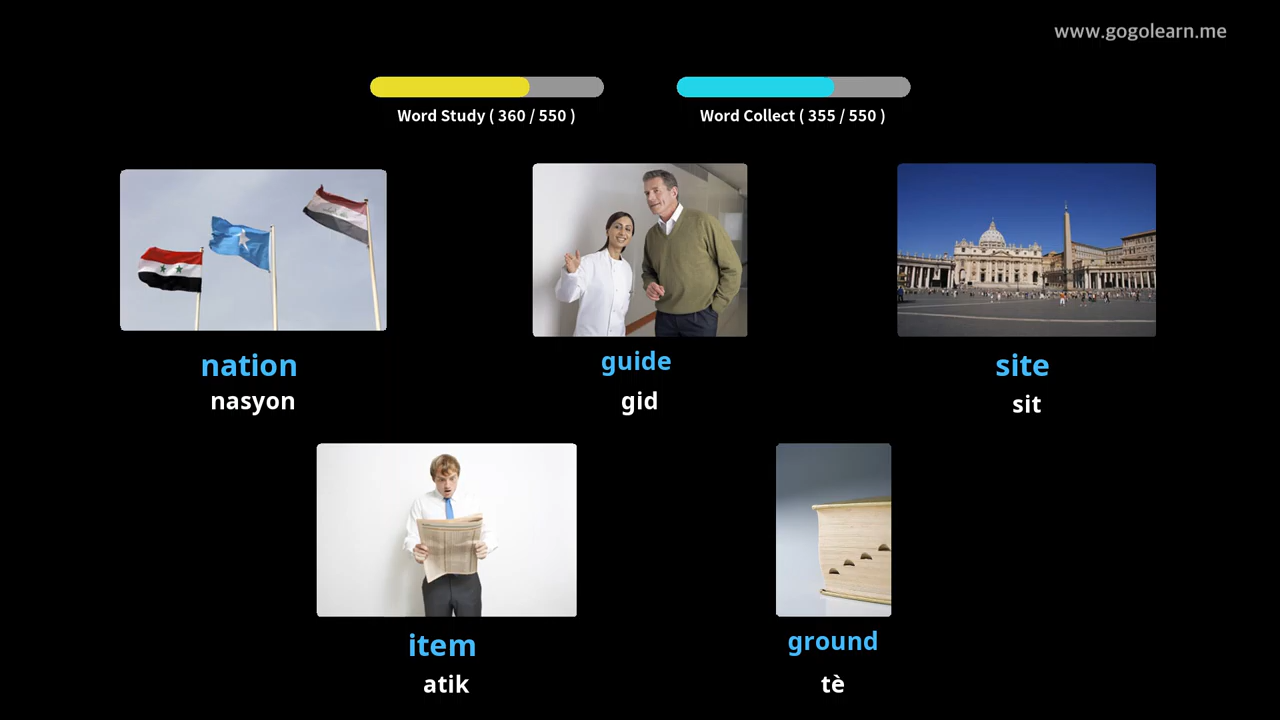 www.gogolearn.me
Word Study ( 360 / 550 )
Word Collect ( 355 / 550 )
nation
nasyon
guide
gid
site
sit
item
atik
ground
tè